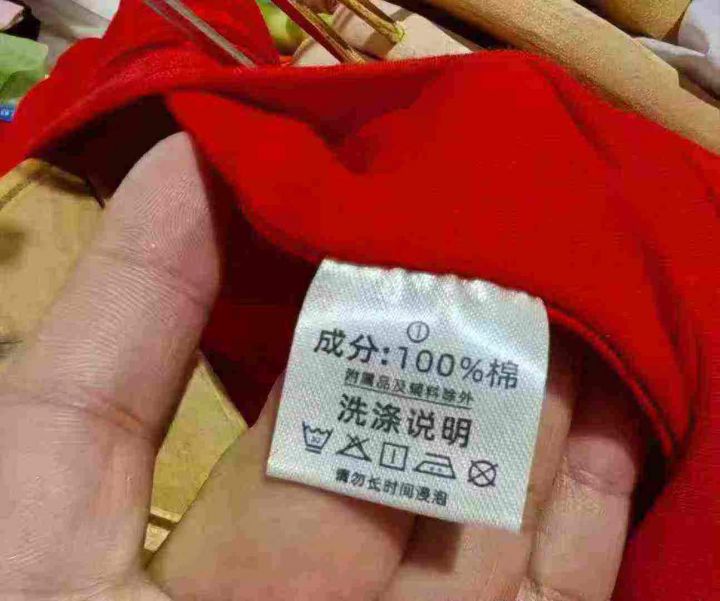 ①
成分:100%棉
附属品及辅料除外
洗涤说明
请勿长时间浸泡